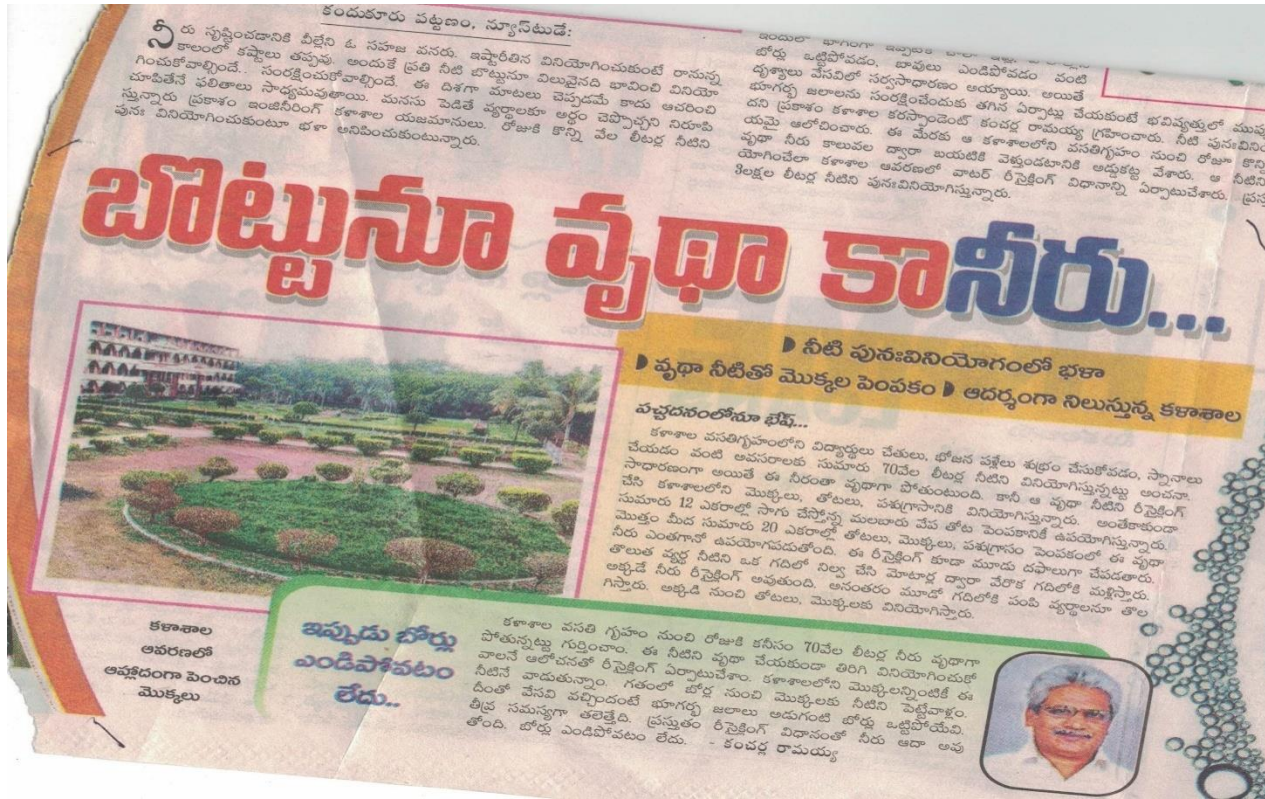 కందుకూరు పట్టణం, న్యూస్‌టుడే:
నీరు సృష్టించడానికి వీల్లేని ఓ సహజ వనరు. ఇష్టారీతిన వినియోగించుకుంటే రానున్న
కాలంలో కష్టాలు తప్పవు. అందుకే ప్రతి నీటి బొట్టునూ విలువైనది భావించి వినియో
గించుకోవాల్సిందే.. సంరక్షించుకోవాల్సిందే. ఈ దిశగా మాటలు చెప్పడమే కాదు ఆచరించి
చూపితేనే ఫలితాలు సాధ్యమవుతాయి. మనసు పెడితే వ్యర్థాలకూ అర్థం చెప్పొచ్చని నిరూపి
స్తున్నారు ప్రకాశం ఇంజినీరింగ్ కళాశాల యజమానులు. రోజుకి కొన్ని వేల లీటర్ల నీటిని
పునః వినియోగించుకుంటూ భళా అనిపించుకుంటున్నారు.
ఇందులో భాగంగా ఇప్పటికే
బోర్లు ఒట్టిపోవడం, బావులు ఎండిపోవడం వంటి
దృశ్యాలు వేసవిలో సర్వసాధారణం అయ్యాయి. అయితే
భూగర్భ జలాలను సంరక్షించేందుకు తగిన ఏర్పాట్లు చేయకుంటే భవిష్యత్తులో ముప్పు
దని ప్రకాశం కళాశాల కరస్పాండెంట్ కంచర్ల రామయ్య గ్రహించారు. నీటి పునఃవిని
యమై ఆలోచించారు. ఈ మేరకు ఆ కళాశాలలోని వసతిగృహం నుంచి రోజూ కొన్ని
వృథా నీరు కాలువల ద్వారా బయటికి వెళ్తుండటానికి అడ్డుకట్ట వేశారు. ఆ నీటిని
యోగించేలా కళాశాల ఆవరణలో వాటర్ రీసైక్లింగ్ విధానాన్ని ఏర్పాటుచేశారు. ప్రస్తు
3లక్షల లీటర్ల నీటిని పునఃవినియోగిస్తున్నారు.
బొట్టునూ వృథా కానీరు...
నీటి పునఃవినియోగంలో భళా
వృథా నీటితో మొక్కల పెంపకం ఆదర్శంగా నిలుస్తున్న కళాశాల
పచ్చదనంలోనూ భేష్...
కళాశాల వసతిగృహంలోని విద్యార్థులు చేతులు, భోజన పళ్లేలు శుభ్రం చేసుకోవడం, స్నానాలు
చేయడం వంటి అవసరాలకు సుమారు 70వేల లీటర్ల నీటిని వినియోగిస్తున్నట్టు అంచనా.
సాధారణంగా అయితే ఈ నీరంతా వృథాగా పోతుంటుంది. కానీ ఆ వృథా నీటిని రీసైక్లింగ్
చేసి కళాశాలలోని మొక్కలు, తోటలు, పశుగ్రాసానికి వినియోగిస్తున్నారు. అంతేకాకుండా
సుమారు 12 ఎకరాల్లో సాగు చేస్తోన్న మలబారు వేప తోట పెంపకానికీ ఉపయోగిస్తున్నారు.
మొత్తం మీద సుమారు 20 ఎకరాల్లో తోటలు, మొక్కలు, పశుగ్రాసం పెంపకంలో ఈ వృథా
నీరు ఎంతగానో ఉపయోగపడుతోంది. ఈ రీసైక్లింగ్ కూడా మూడు దఫాలుగా చేపడతారు.
తొలుత వ్యర్థ నీటిని ఒక గదిలో నిల్వ చేసి మోటార్ల ద్వారా వేరొక గదిలోకి మళ్లిస్తారు.
అక్కడే నీరు రీసైక్లింగ్ అవుతుంది. అనంతరం మూడో గదిలోకి పంపి వ్యర్థాలనూ తొల
గిస్తారు. అక్కడి నుంచి తోటలు, మొక్కలకు వినియోగిస్తారు.
కళాశాల
ఆవరణలో
ఆహ్లాదంగా పెంచిన
మొక్కలు
ఇప్పుడు బోర్లు
ఎండిపోవటం
లేదు..
కళాశాల వసతి గృహం నుంచి రోజుకి కనీసం 70వేల లీటర్ల నీరు వృథాగా
పోతున్నట్టు గుర్తించాం. ఈ నీటిని వృథా చేయకుండా తిరిగి వినియోగించుకో
వాలనే ఆలోచనతో రీసైక్లింగ్ ఏర్పాటుచేశాం. కళాశాలలోని మొక్కలన్నింటికీ ఈ
నీటినే వాడుతున్నాం. గతంలో బోర్ల నుంచి మొక్కలకు నీటిని పెట్టేవాళ్లం.
దీంతో వేసవి వచ్చిందంటే భూగర్భ జలాలు అడుగంటి బోర్లు ఒట్టిపోయేవి.
తీవ్ర సమస్యగా తలెత్తేది. ప్రస్తుతం రీసైక్లింగ్ విధానంతో నీరు ఆదా అవు
తోంది. బోర్లు ఎండిపోవటం లేదు. - కంచర్ల రామయ్య